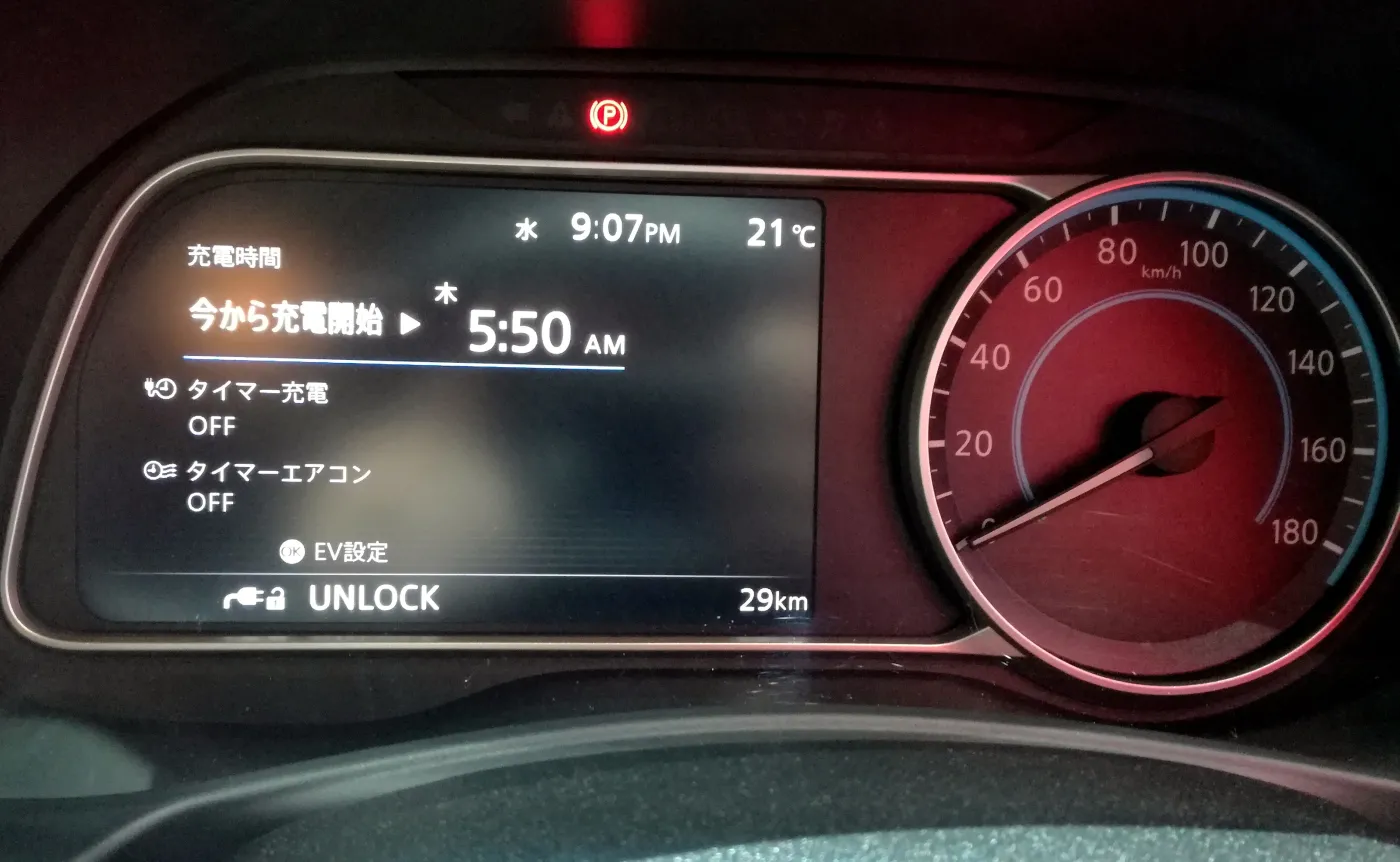 P
水 9:07PM 21℃
充電時間
今から充電開始 ▶ 木 5:50 AM
タイマー充電
OFF
タイマーエアコン
OFF
OK EV設定
UNLOCK 29km
0 20 40 60 80 100 120 140 160 180
km/h